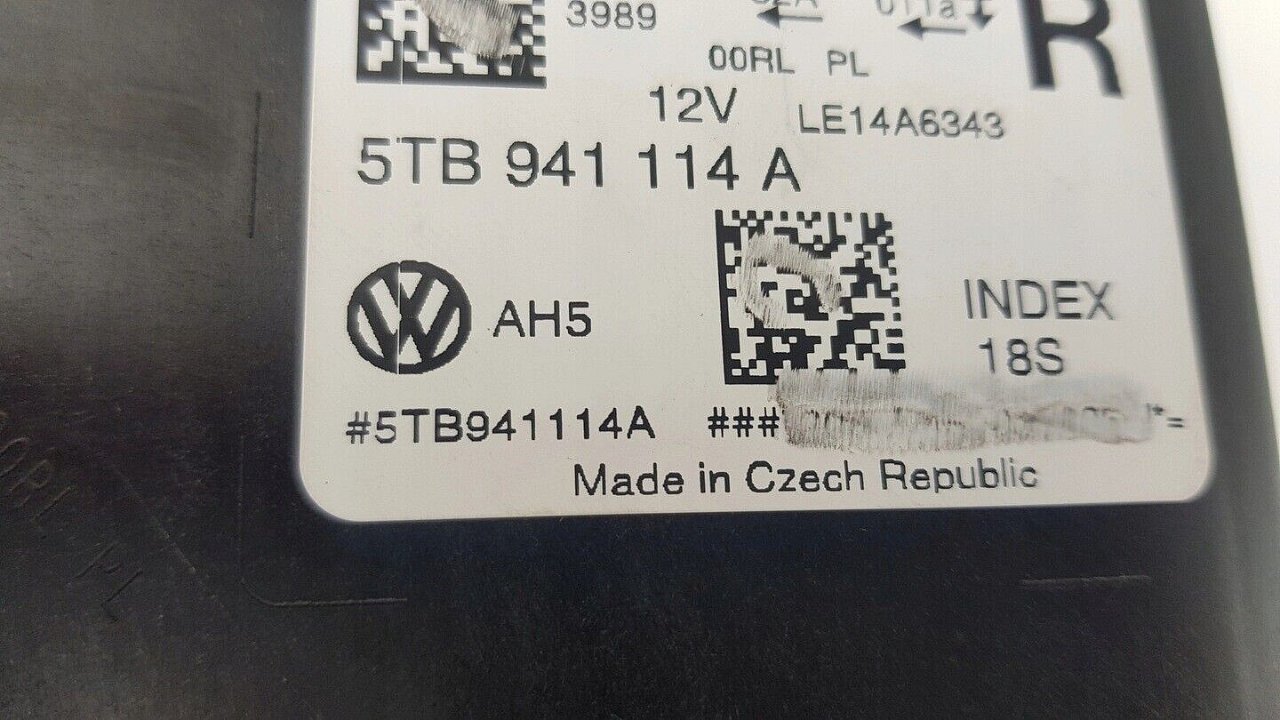 3989
R
00RL PL
12V LE14A6343
5TB 941 114 A
AH5
INDEX
18S
#5TB941114A ###
Made in Czech Republic